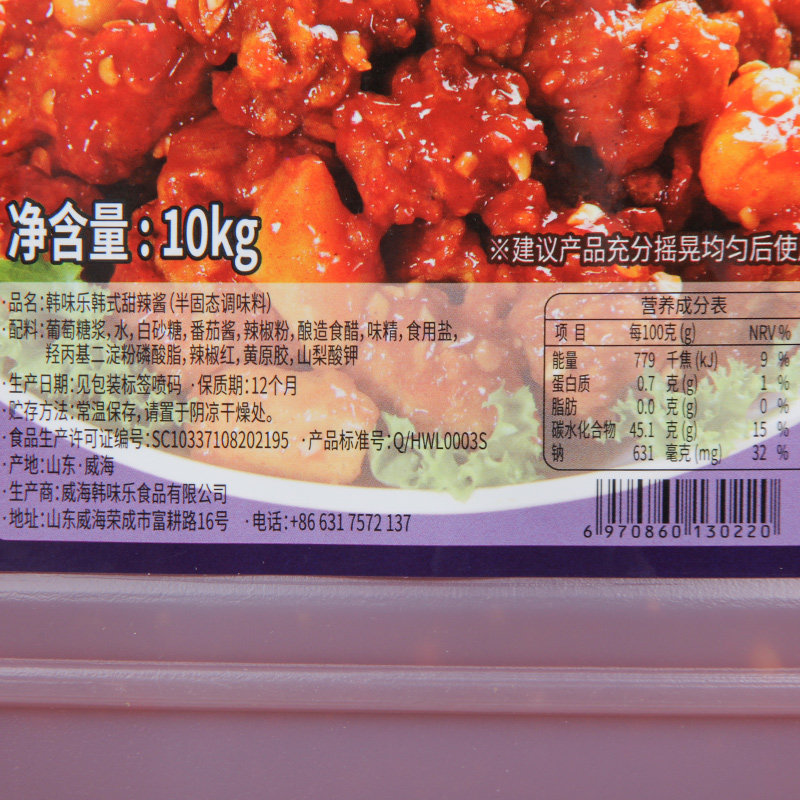 净含量：10kg
※建议产品充分摇晃均匀后使用
·品名：韩味乐韩式甜辣酱（半固态调味料）
·配料：葡萄糖浆，水，白砂糖，番茄酱，辣椒粉，酿造食醋，味精，食用盐，
羟丙基二淀粉磷酸脂，辣椒红，黄原胶，山梨酸钾
·生产日期：见包装标签喷码 ·保质期：12个月
·贮存方法：常温保存，请置于阴凉干燥处。
·食品生产许可证编号：SC10337108202195 ·产品标准号：Q/HWL0003S
·产地：山东·威海
·生产商：威海韩味乐食品有限公司
·地址：山东威海荣成市富耕路16号 ·电话：+86 631 7572 137
营养成分表
项 目 每100克(g) NRV%
能量 779 千焦(kJ) 9 %
蛋白质 0.7 克(g) 1 %
脂肪 0.0 克(g) 0 %
碳水化合物 45.1 克(g) 15 %
钠 631 毫克(mg) 32 %
6 970860 130220